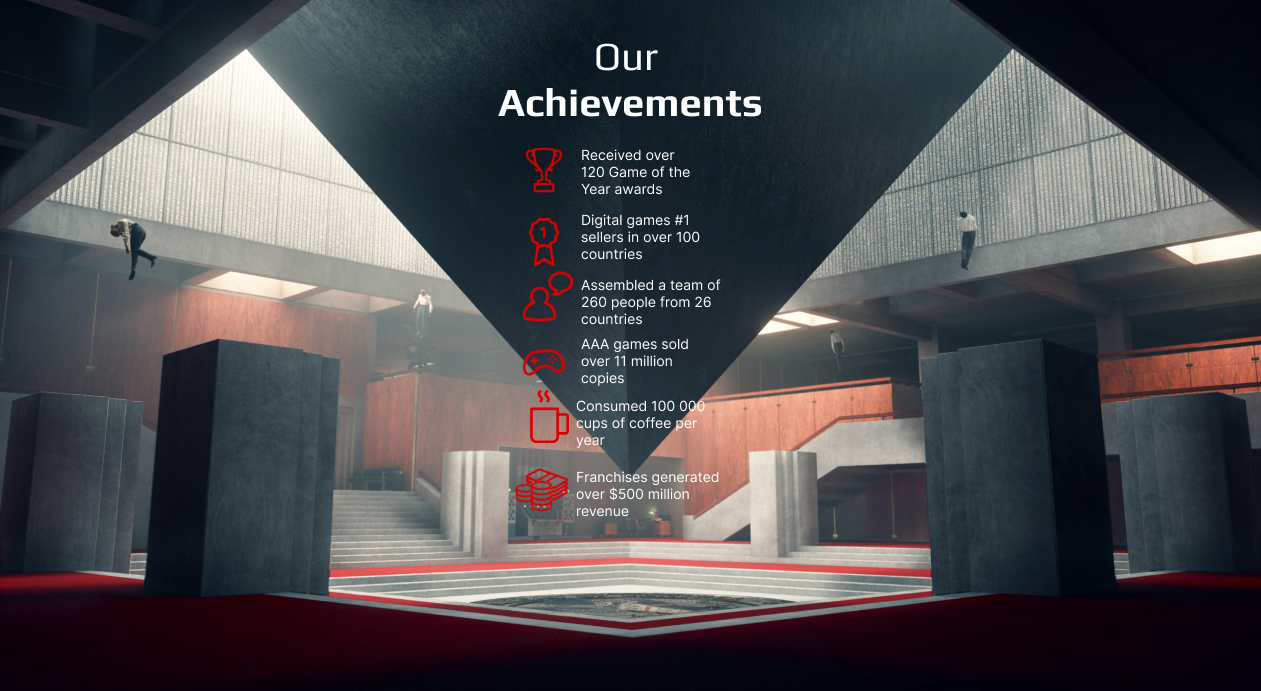 Our
Achievements
Received over
120 Game of the
Year awards
1
Digital games #1
sellers in over 100
countries
Assembled a team of
260 people from 26
countries
AAA games sold
over 11 million
copies
Consumed 100 000
cups of coffee per
year
Franchises generated
over $500 million
revenue